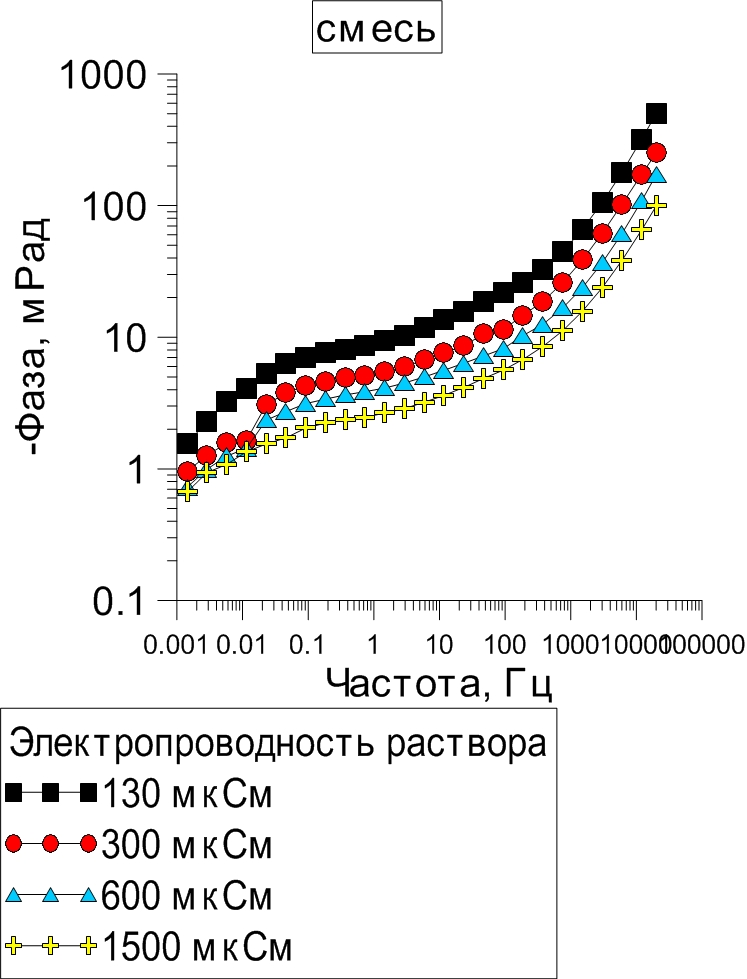 смесь
1000
100
10
1
0.1
-Фаза, мРад
0.001 0.01 0.1 1 10 100 1000 10000 100000
Частота, Гц
Электропроводность раствора
130 мкСм
300 мкСм
600 мкСм
1500 мкСм